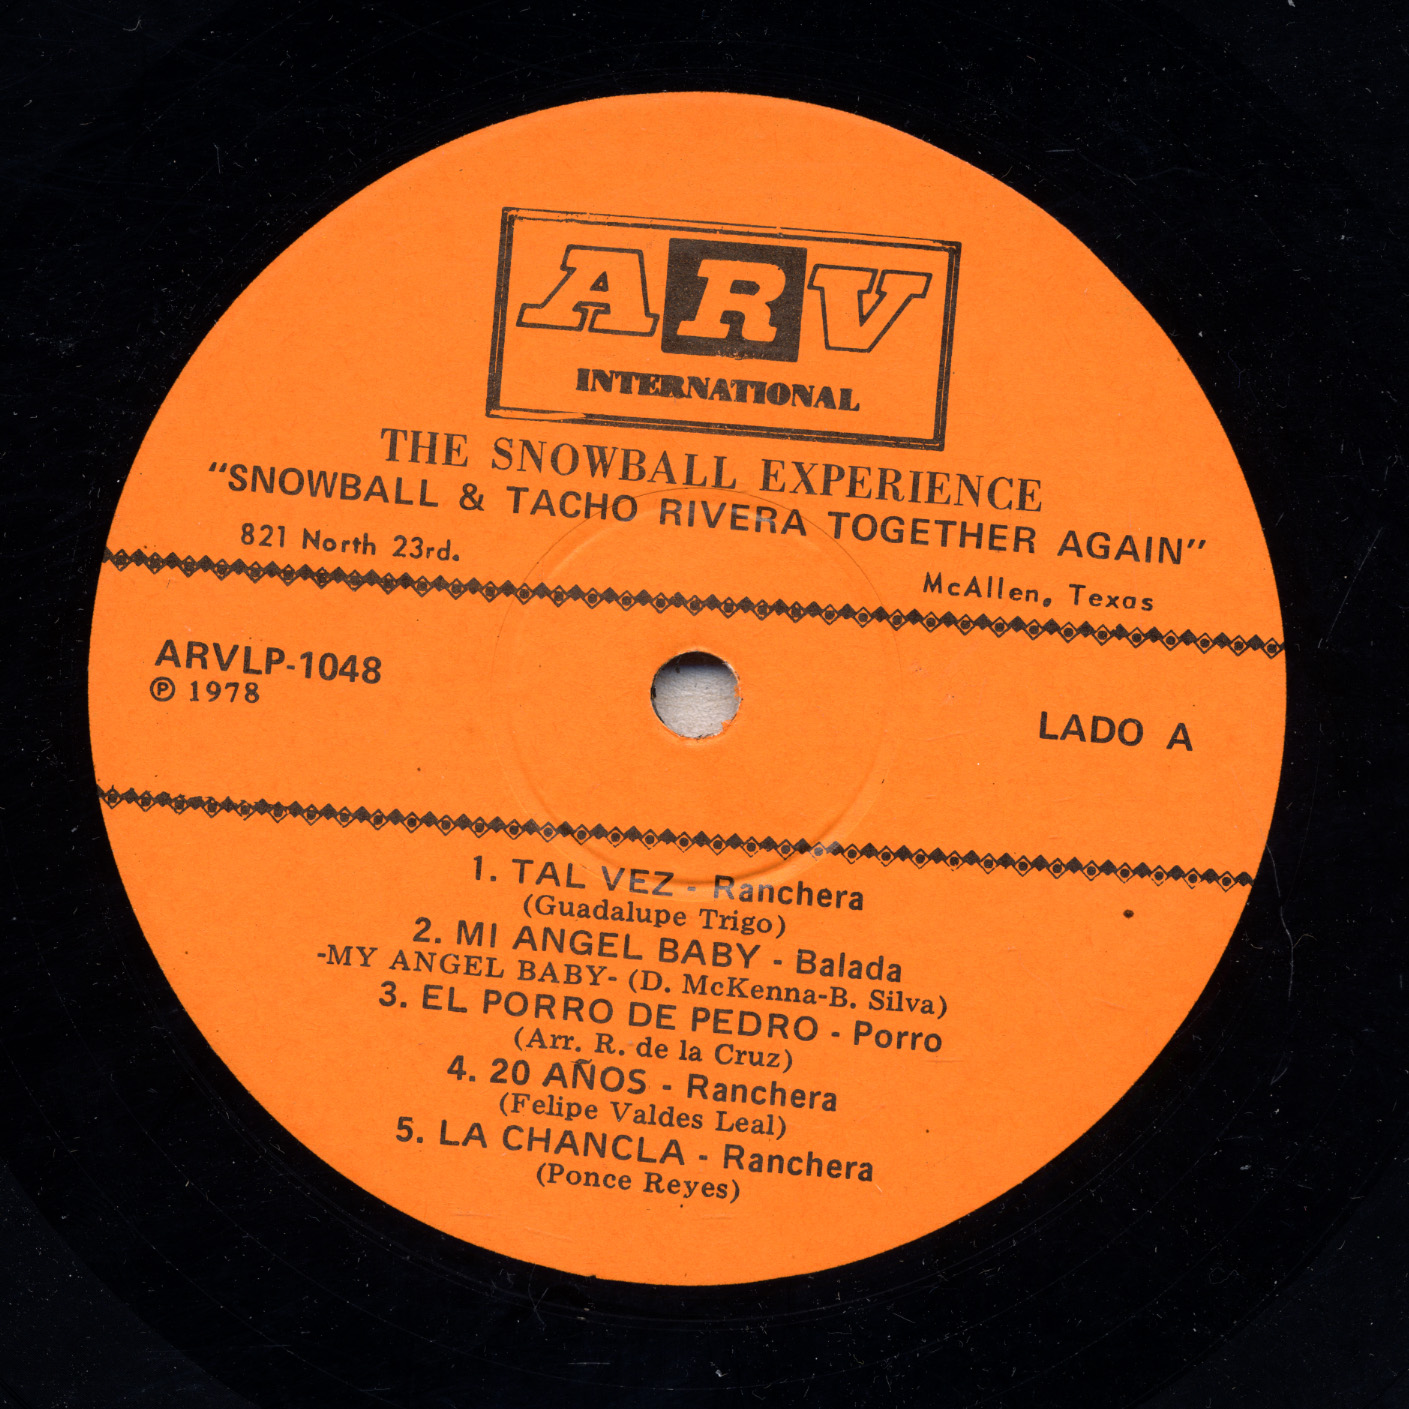 ARV
INTERNATIONAL
THE SNOWBALL EXPERIENCE
"SNOWBALL & TACHO RIVERA TOGETHER AGAIN"
821 North 23rd.
McAllen, Texas
ARVLP-1048
℗ 1978
LADO A
1. TAL VEZ - Ranchera
(Guadalupe Trigo)
2. MI ANGEL BABY - Balada
-MY ANGEL BABY- (D. McKenna-B. Silva)
3. EL PORRO DE PEDRO - Porro
(Arr. R. de la Cruz)
4. 20 AÑOS - Ranchera
(Felipe Valdes Leal)
5. LA CHANCLA - Ranchera
(Ponce Reyes)